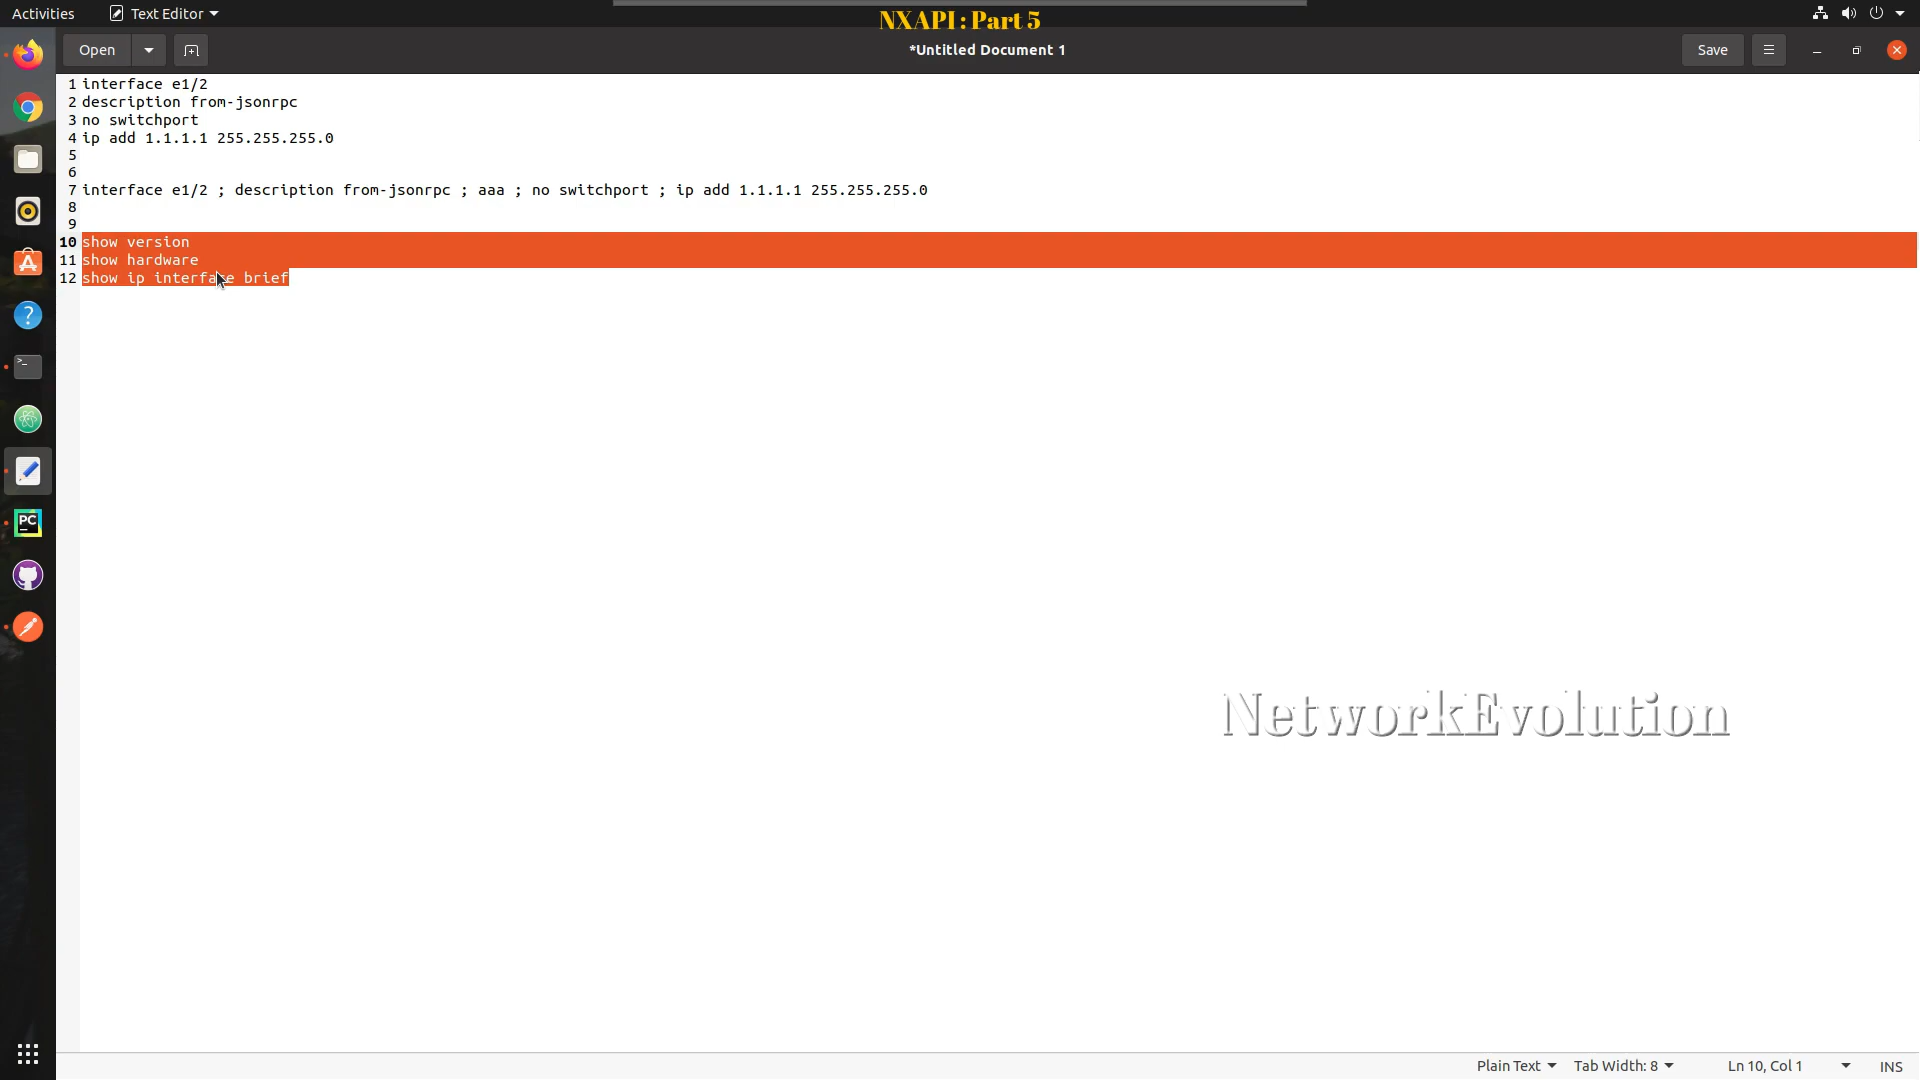 Activities
Text Editor
NXAPI : Part 5
Open
*Untitled Document 1
Save
1 interface e1/2
2 description from-jsonrpc
3 no switchport
4 ip add 1.1.1.1 255.255.255.0
5
6
7 interface e1/2 ; description from-jsonrpc ; aaa ; no switchport ; ip add 1.1.1.1 255.255.255.0
8
9
10 show version
11 show hardware
12 show ip interface brief
PC
NetworkEvolution
Plain Text
Tab Width: 8
Ln 10, Col 1
INS